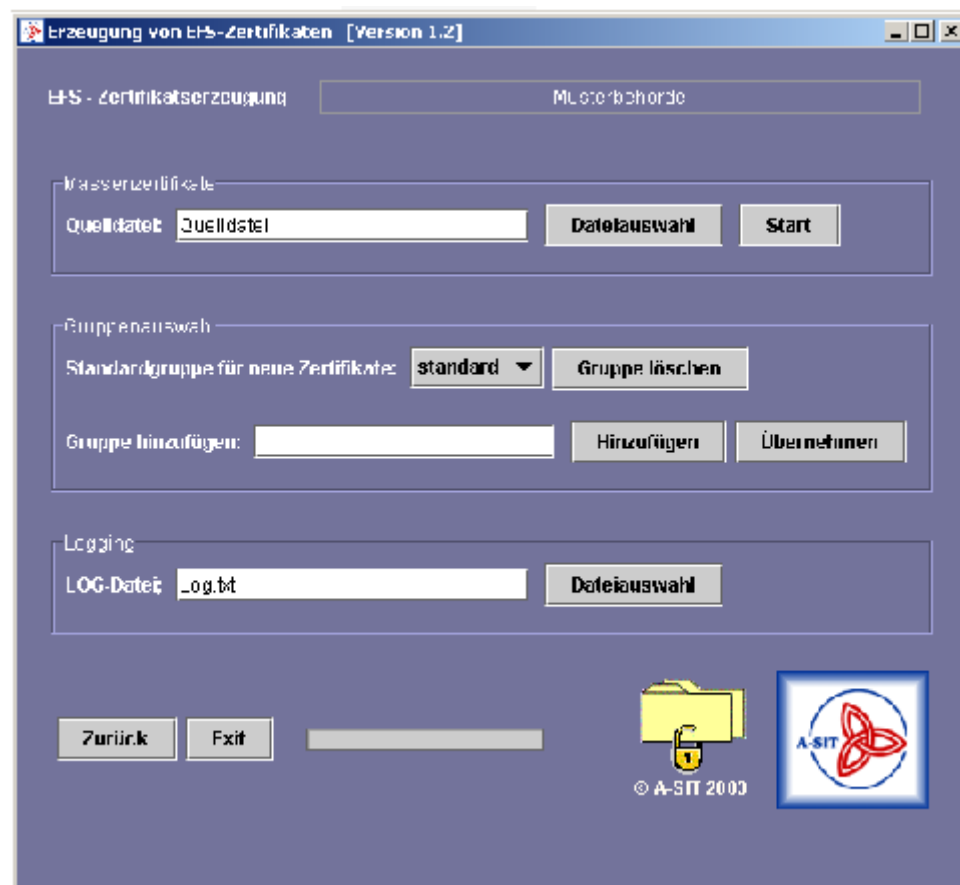 Erzeugung von EFS-Zertifikaten [Version 1.2]
EFS - Zertifikatserzeugung Musterbehörde
Massenzertifikate
Quelldatei: Quelldatei Dateiauswahl Start
Gruppenauswahl
Standardgruppe für neue Zertifikate: standard Gruppe löschen
Gruppe hinzufügen: Hinzufügen Übernehmen
Logging
LOG-Datei: Log.txt Dateiauswahl
Zurück Exit
© A-SIT
A-SIT